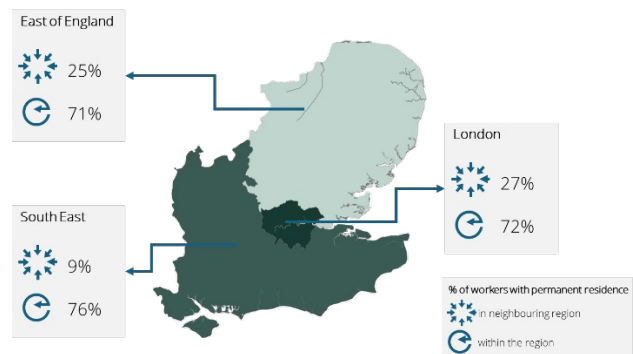 East of England
25%
71%
London
27%
72%
South East
9%
76%
% of workers with permanent residence
in neighbouring region
within the region